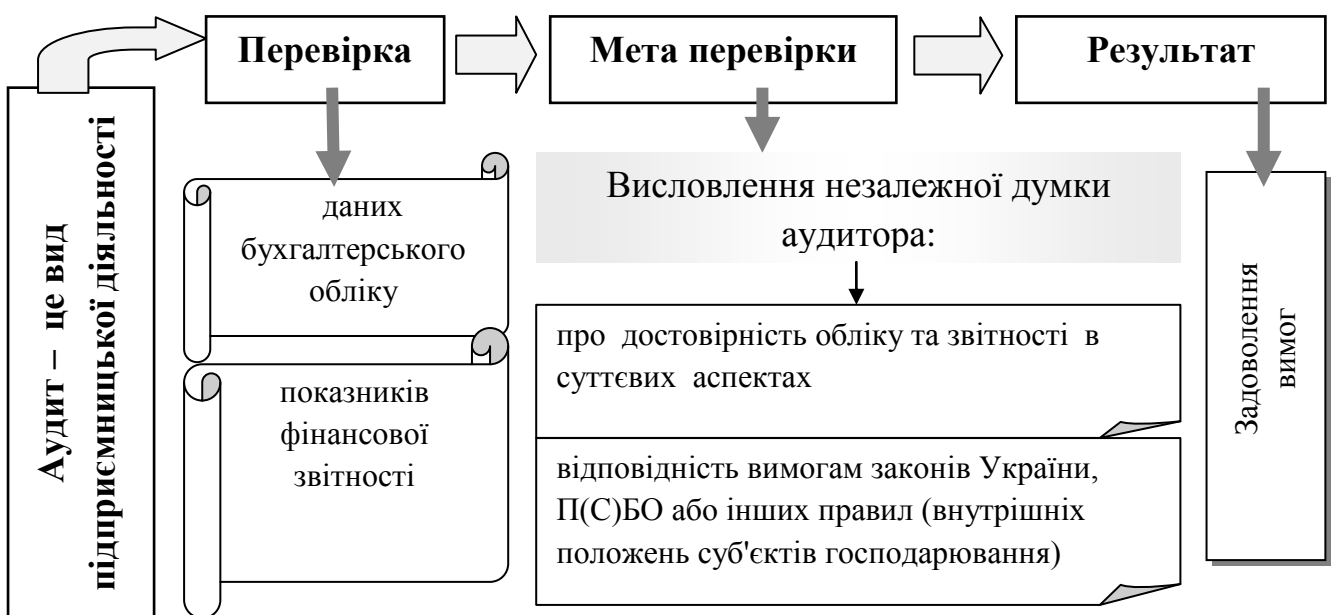 Аудит – це вид
підприємницької діяльності
Перевірка
Мета перевірки
Результат
даних
бухгалтерського
обліку
показників
фінансової
звітності
Висловлення незалежної думки
аудитора:
про достовірність обліку та звітності в
суттєвих аспектах
відповідність вимогам законів України,
П(С)БО або інших правил (внутрішніх
положень суб'єктів господарювання)
Задоволення
вимог